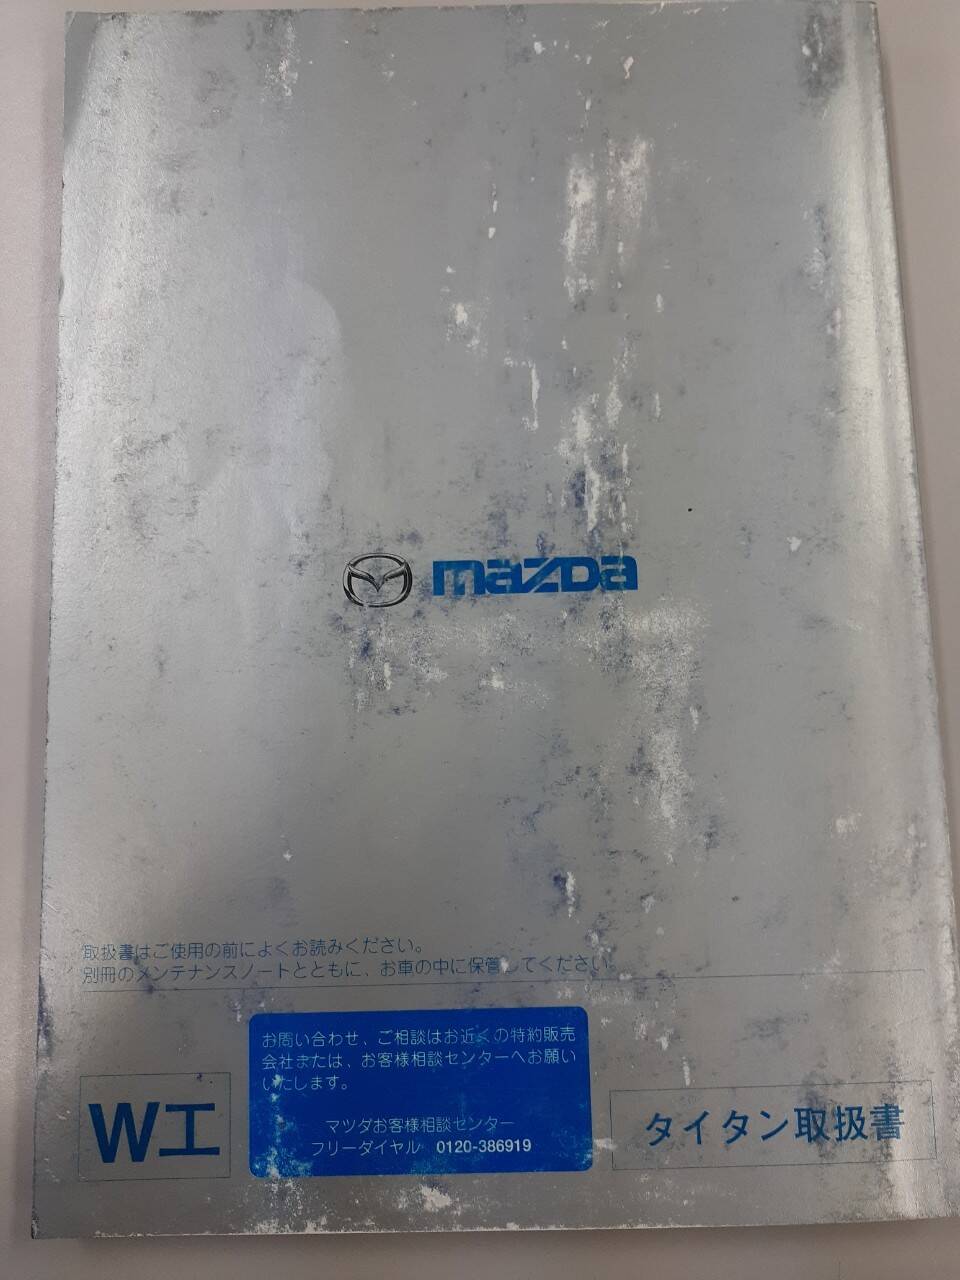 mazda
取扱書はご使用の前によくお読みください。
別冊のメンテナンスノートとともに、お車の中に保管してください。
お問い合わせ、ご相談はお近くの特約販売
会社または、お客様相談センターへお願い
いたします。
マツダお客様相談センター
フリーダイヤル 0120-386919
W工
タイタン取扱書